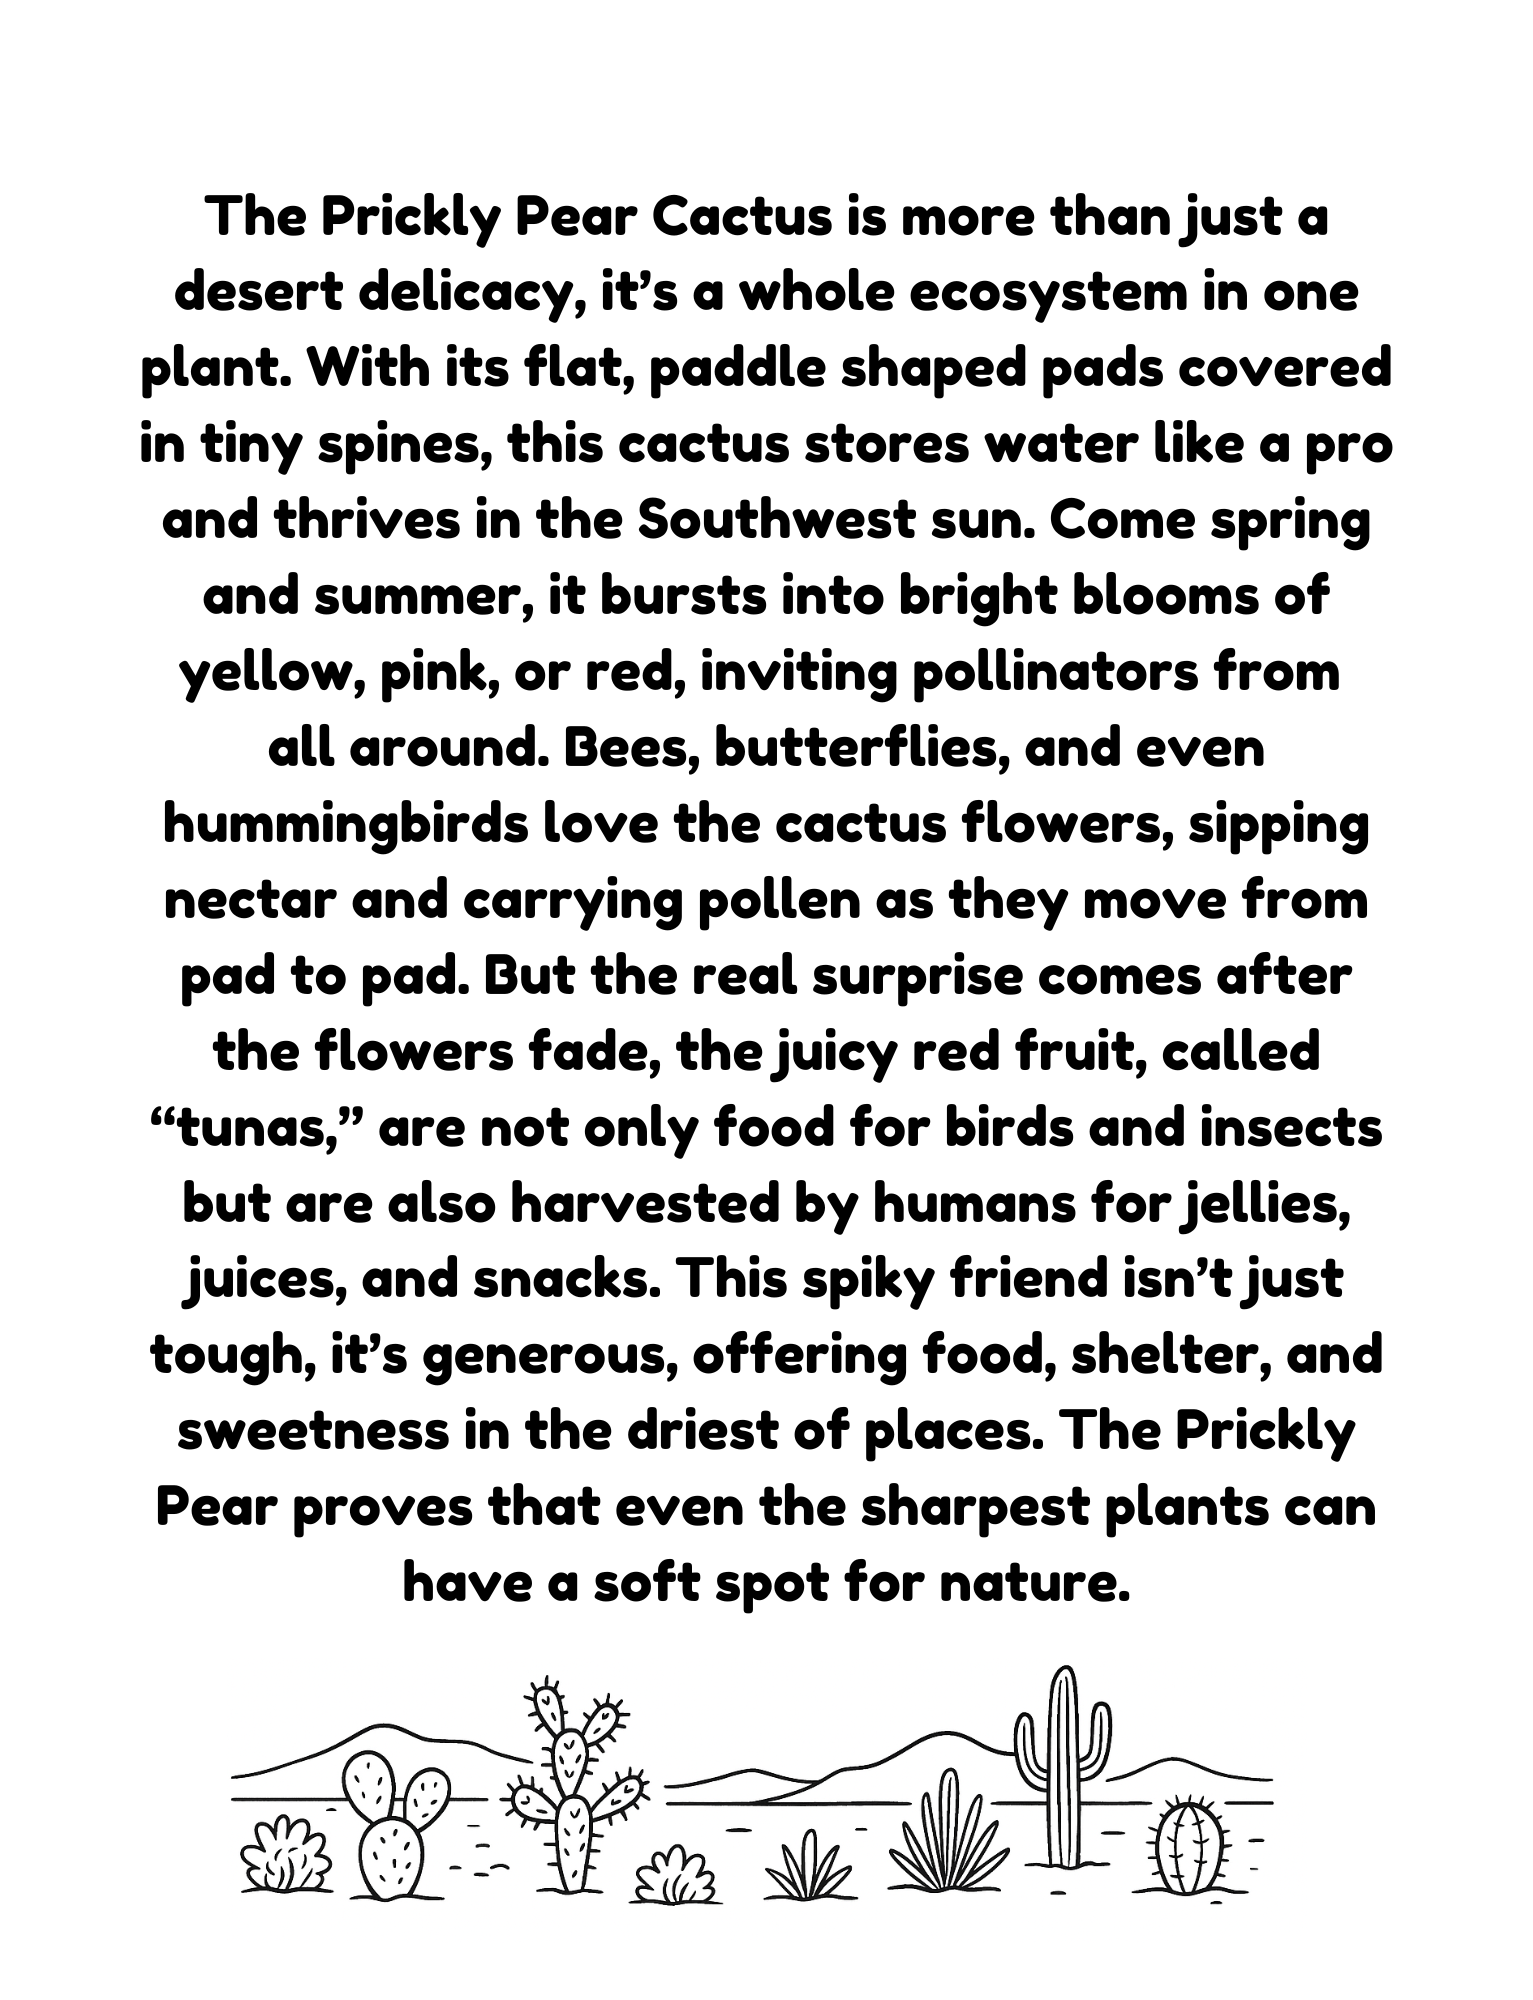 The Prickly Pear Cactus is more than just a
desert delicacy, it’s a whole ecosystem in one
plant. With its flat, paddle shaped pads covered
in tiny spines, this cactus stores water like a pro
and thrives in the Southwest sun. Come spring
and summer, it bursts into bright blooms of
yellow, pink, or red, inviting pollinators from
all around. Bees, butterflies, and even
hummingbirds love the cactus flowers, sipping
nectar and carrying pollen as they move from
pad to pad. But the real surprise comes after
the flowers fade, the juicy red fruit, called
“tunas,” are not only food for birds and insects
but are also harvested by humans for jellies,
juices, and snacks. This spiky friend isn’t just
tough, it’s generous, offering food, shelter, and
sweetness in the driest of places. The Prickly
Pear proves that even the sharpest plants can
have a soft spot for nature.